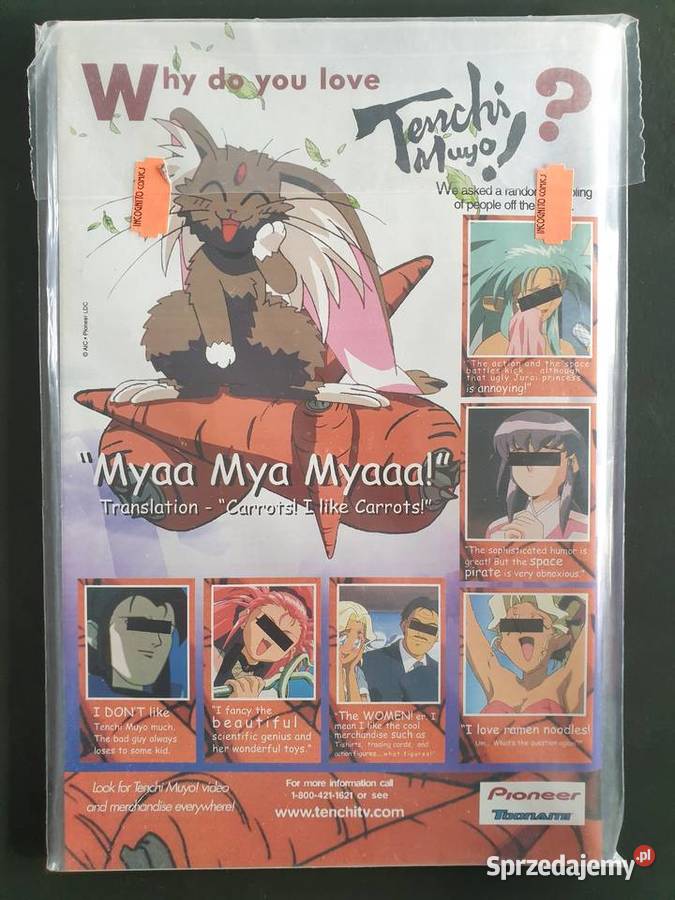 Why do you love
Tenchi
Muyo!
?
INCOGNITO COMICS
INCOGNITO COMICS
We asked a random
of people off the
© AIC • Pioneer LDC
"The action and the space
battles kick although
that ugly Jurai princess
is annoying!"
"Myaa Mya Myaaa!"
Translation - "Carrots! I like Carrots!"
"The sophisticated humor is
great! But the space
pirate is very obnoxious."
I DON'T like
Tenchi Muyo much.
The bad guy always
loses to some kid.
"I fancy the
beautiful
scientific genius and
her wonderful toys."
"The WOMEN! er, I
mean I like the cool
merchandise such as
T-shirts, trading cards, and
action figures...what figures!"
"I love ramen noodles!
Um... What's the question again?"
Look for Tenchi Muyo! video
and merchandise everywhere!
For more information call
1-800-421-1621 or see
www.tenchitv.com
Pioneer
TOONAMI
Sprzedajemy.pl